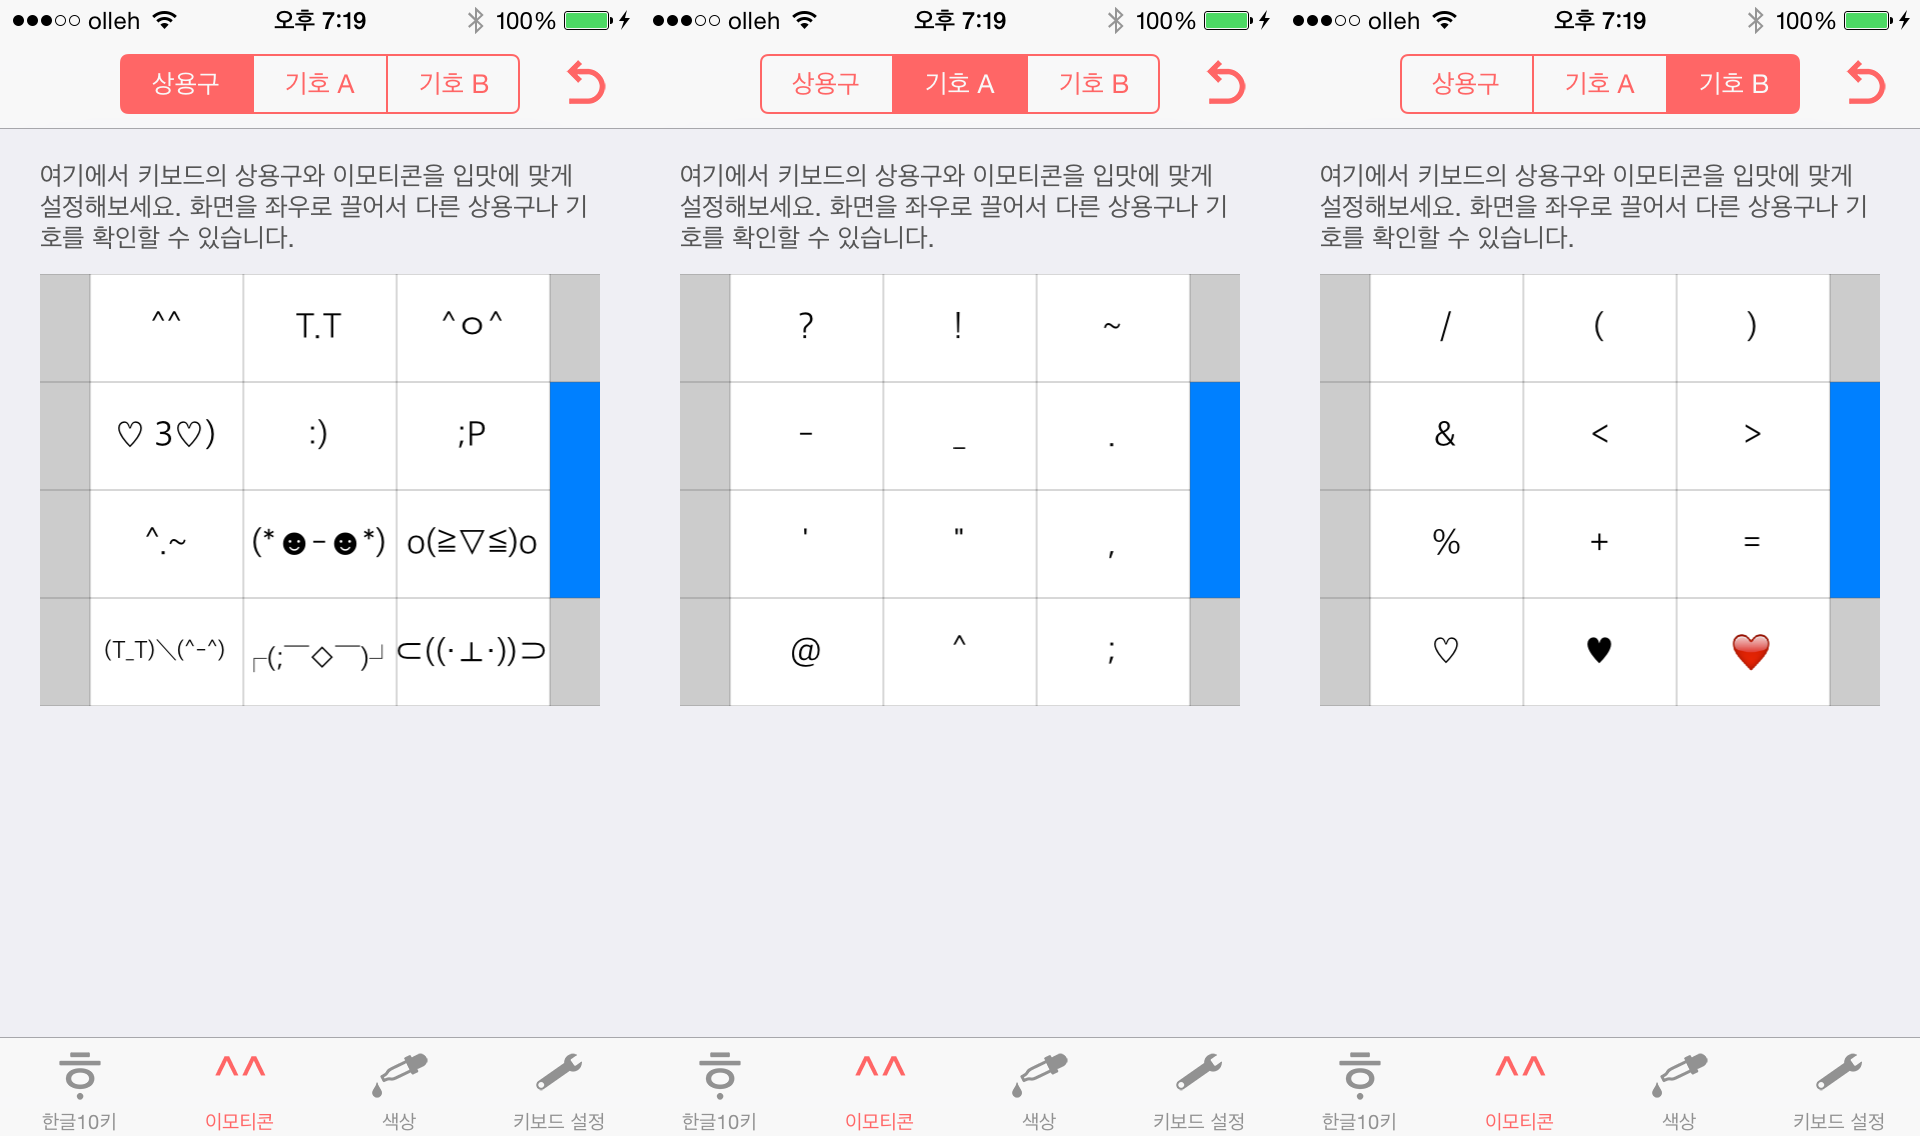 olleh 오후 7:19 100%
상용구 기호 A 기호 B
여기에서 키보드의 상용구와 이모티콘을 입맛에 맞게
설정해보세요. 화면을 좌우로 끌어서 다른 상용구나 기
호를 확인할 수 있습니다.
^^ T.T ^ㅇ^
♡ 3♡) :) ;P
^.~ (*☻-☻*) o(≧▽≦)o
(T_T)＼(^-^) ┌(;￣◇￣)┘ ⊂((·⊥·))⊃
한글10키 이모티콘 색상 키보드 설정
olleh 오후 7:19 100%
상용구 기호 A 기호 B
여기에서 키보드의 상용구와 이모티콘을 입맛에 맞게
설정해보세요. 화면을 좌우로 끌어서 다른 상용구나 기
호를 확인할 수 있습니다.
? ! ~
- _ .
' " ,
@ ^ ;
한글10키 이모티콘 색상 키보드 설정
olleh 오후 7:19 100%
상용구 기호 A 기호 B
여기에서 키보드의 상용구와 이모티콘을 입맛에 맞게
설정해보세요. 화면을 좌우로 끌어서 다른 상용구나 기
호를 확인할 수 있습니다.
/ ( )
& < >
% + =
♡ ♥ ❤️
한글10키 이모티콘 색상 키보드 설정